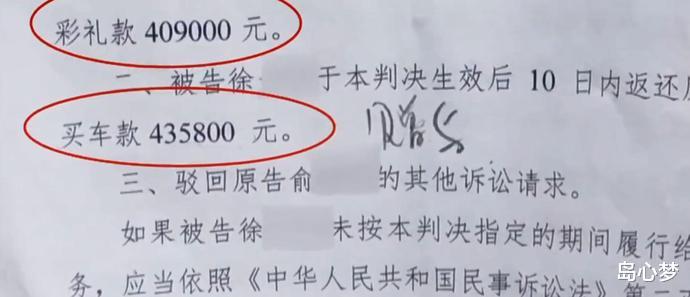 彩礼款 409000 元。
二、被告徐 于本判决生效后 10 日内返还
买车款 435800 元。
三、驳回原告俞 的其他诉讼请求。
如果被告徐 未按本判决指定的期间履行给
务，应当依照《中华人民共和国民事诉讼法》第二
岛心梦